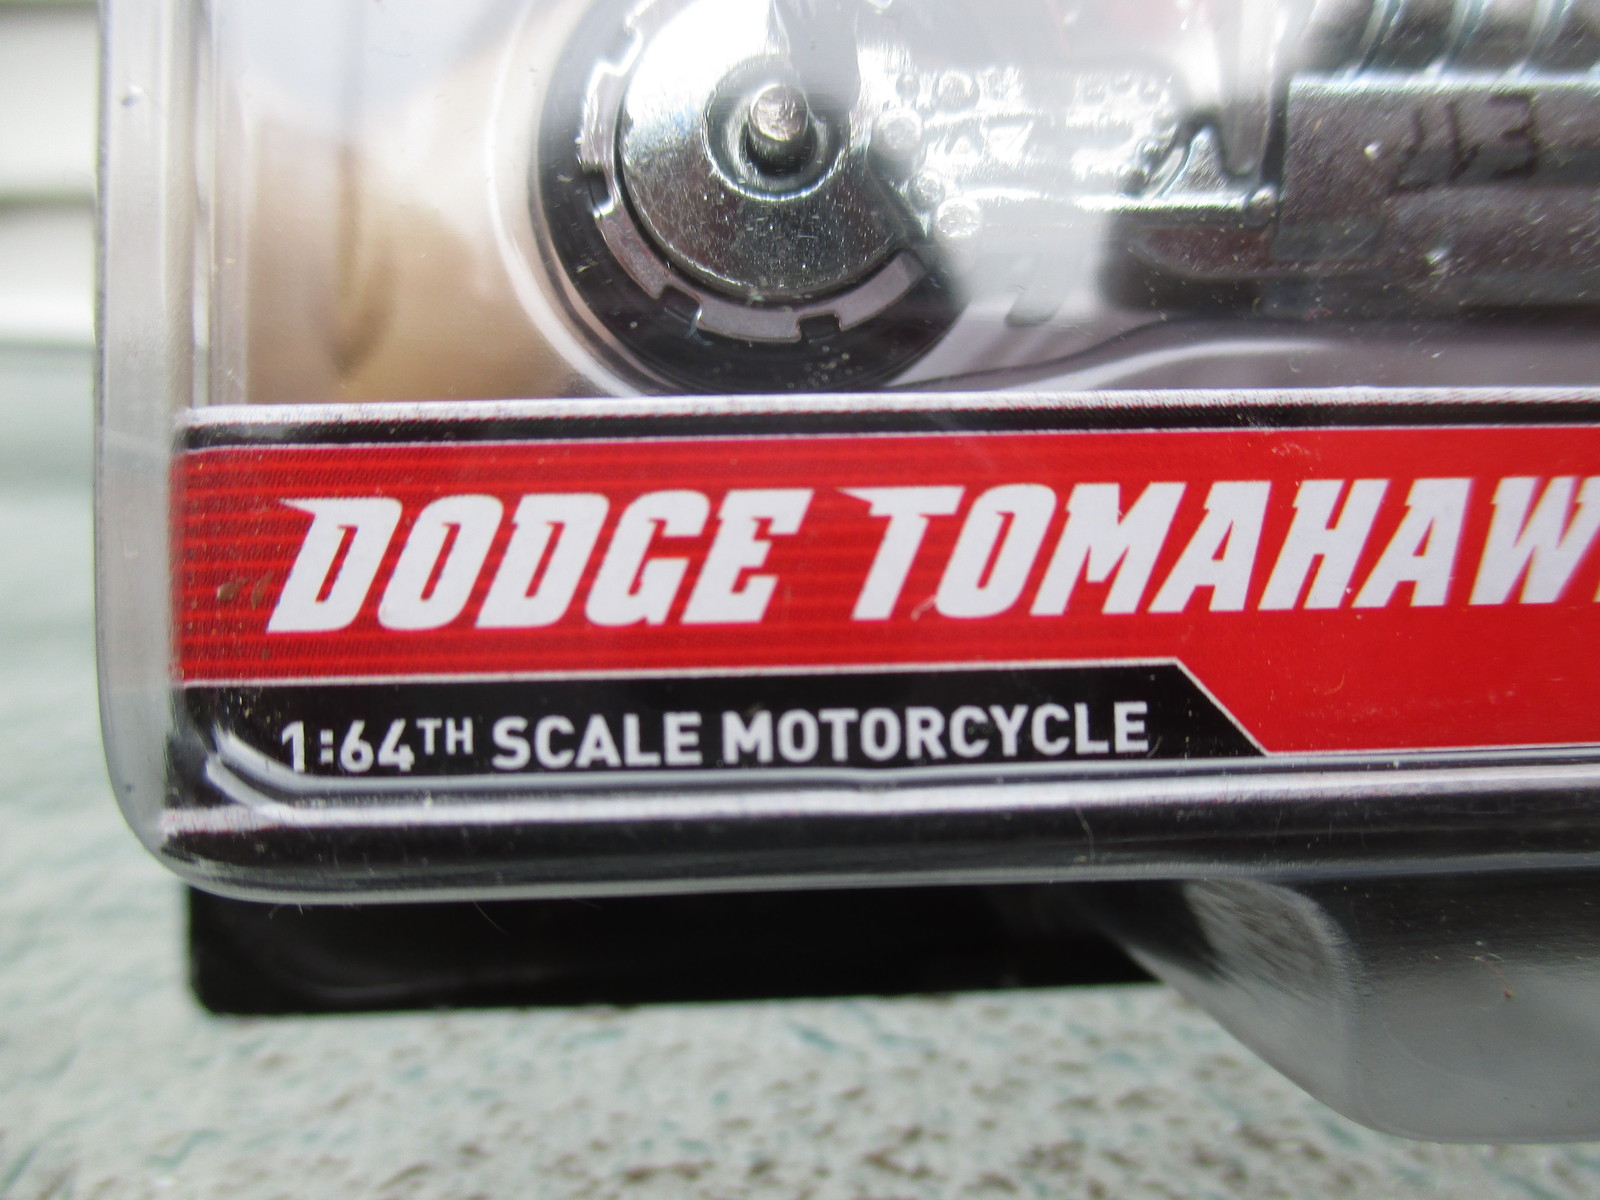 DODGE TOMAHAW
1:64TH SCALE MOTORCYCLE